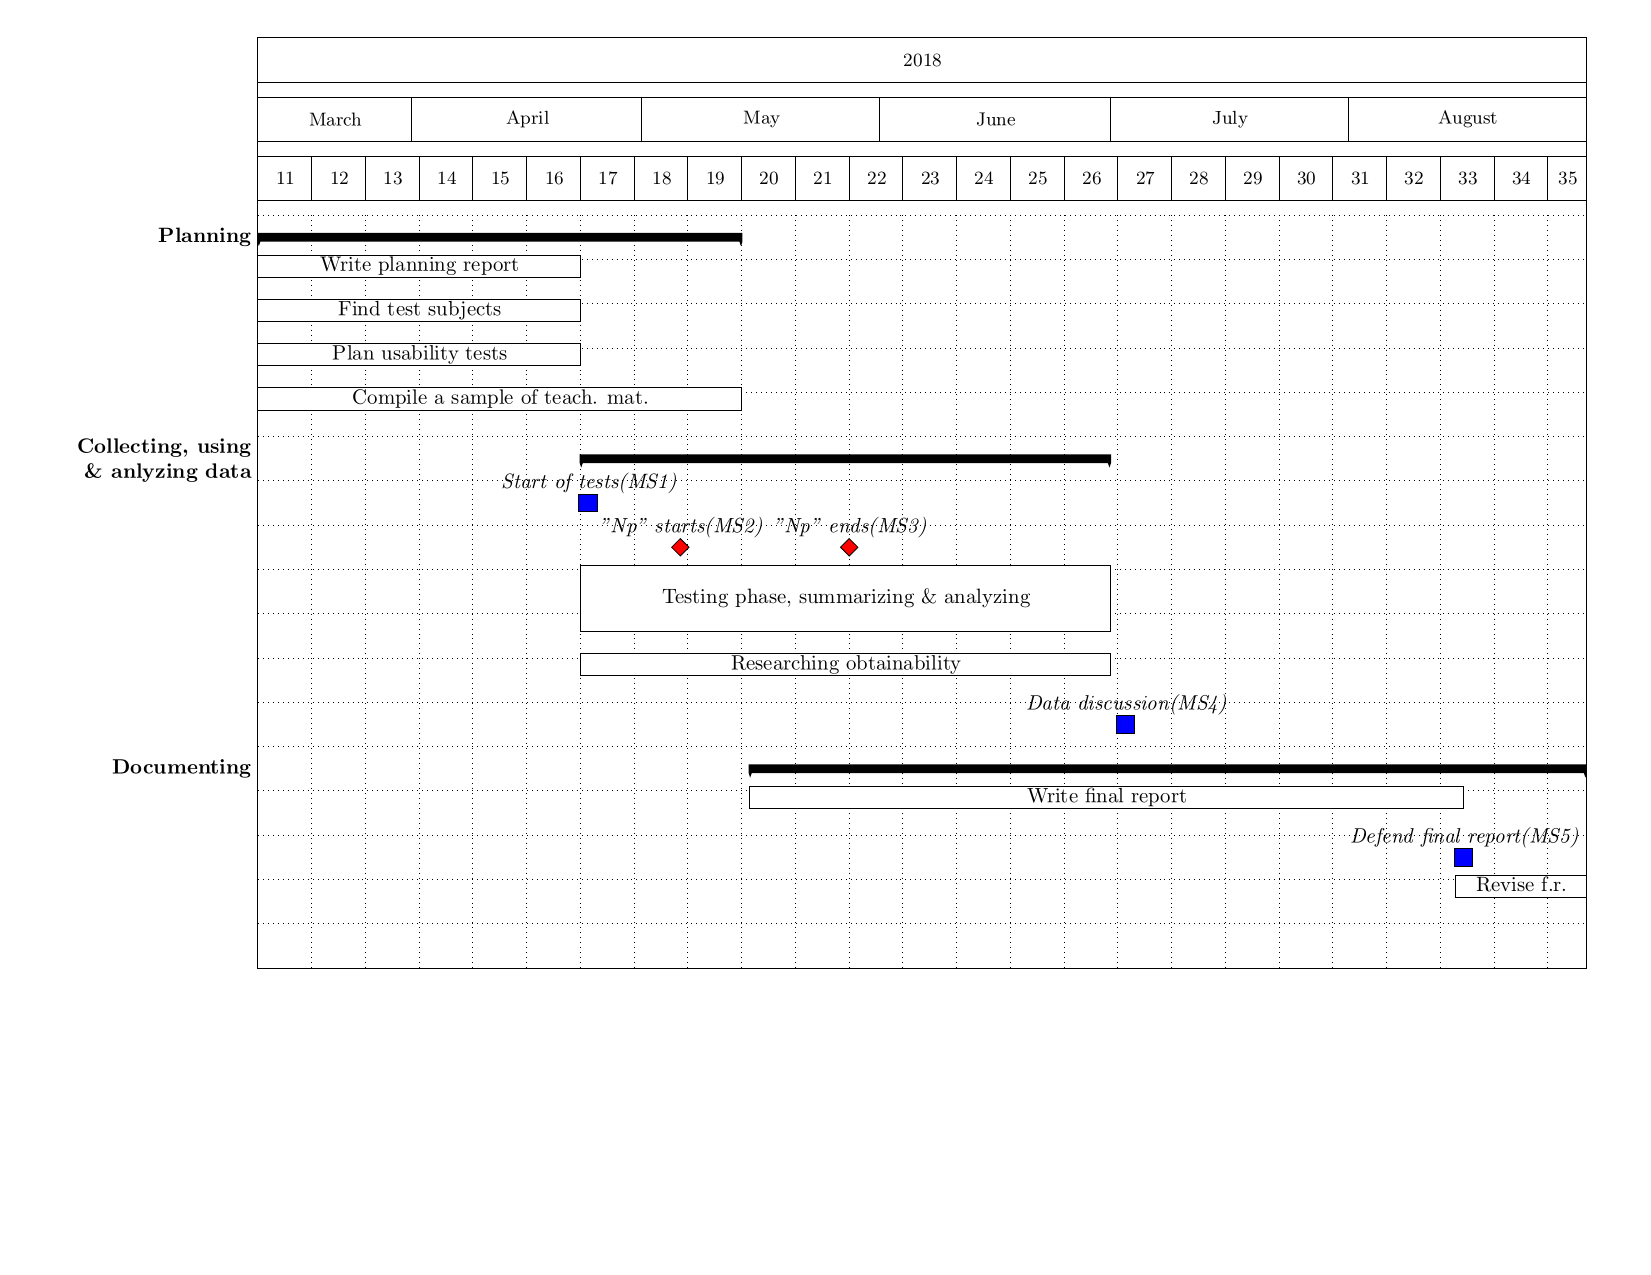 2018
March April May June July August
11 12 13 14 15 16 17 18 19 20 21 22 23 24 25 26 27 28 29 30 31 32 33 34 35
Planning
Write planning report
Find test subjects
Plan usability tests
Compile a sample of teach. mat.
Collecting, using
& anlyzing data
Start of tests(MS1)
"Np" starts(MS2) "Np" ends(MS3)
Testing phase, summarizing & analyzing
Researching obtainability
Data discussion(MS4)
Documenting
Write final report
Defend final report(MS5)
Revise f.r.